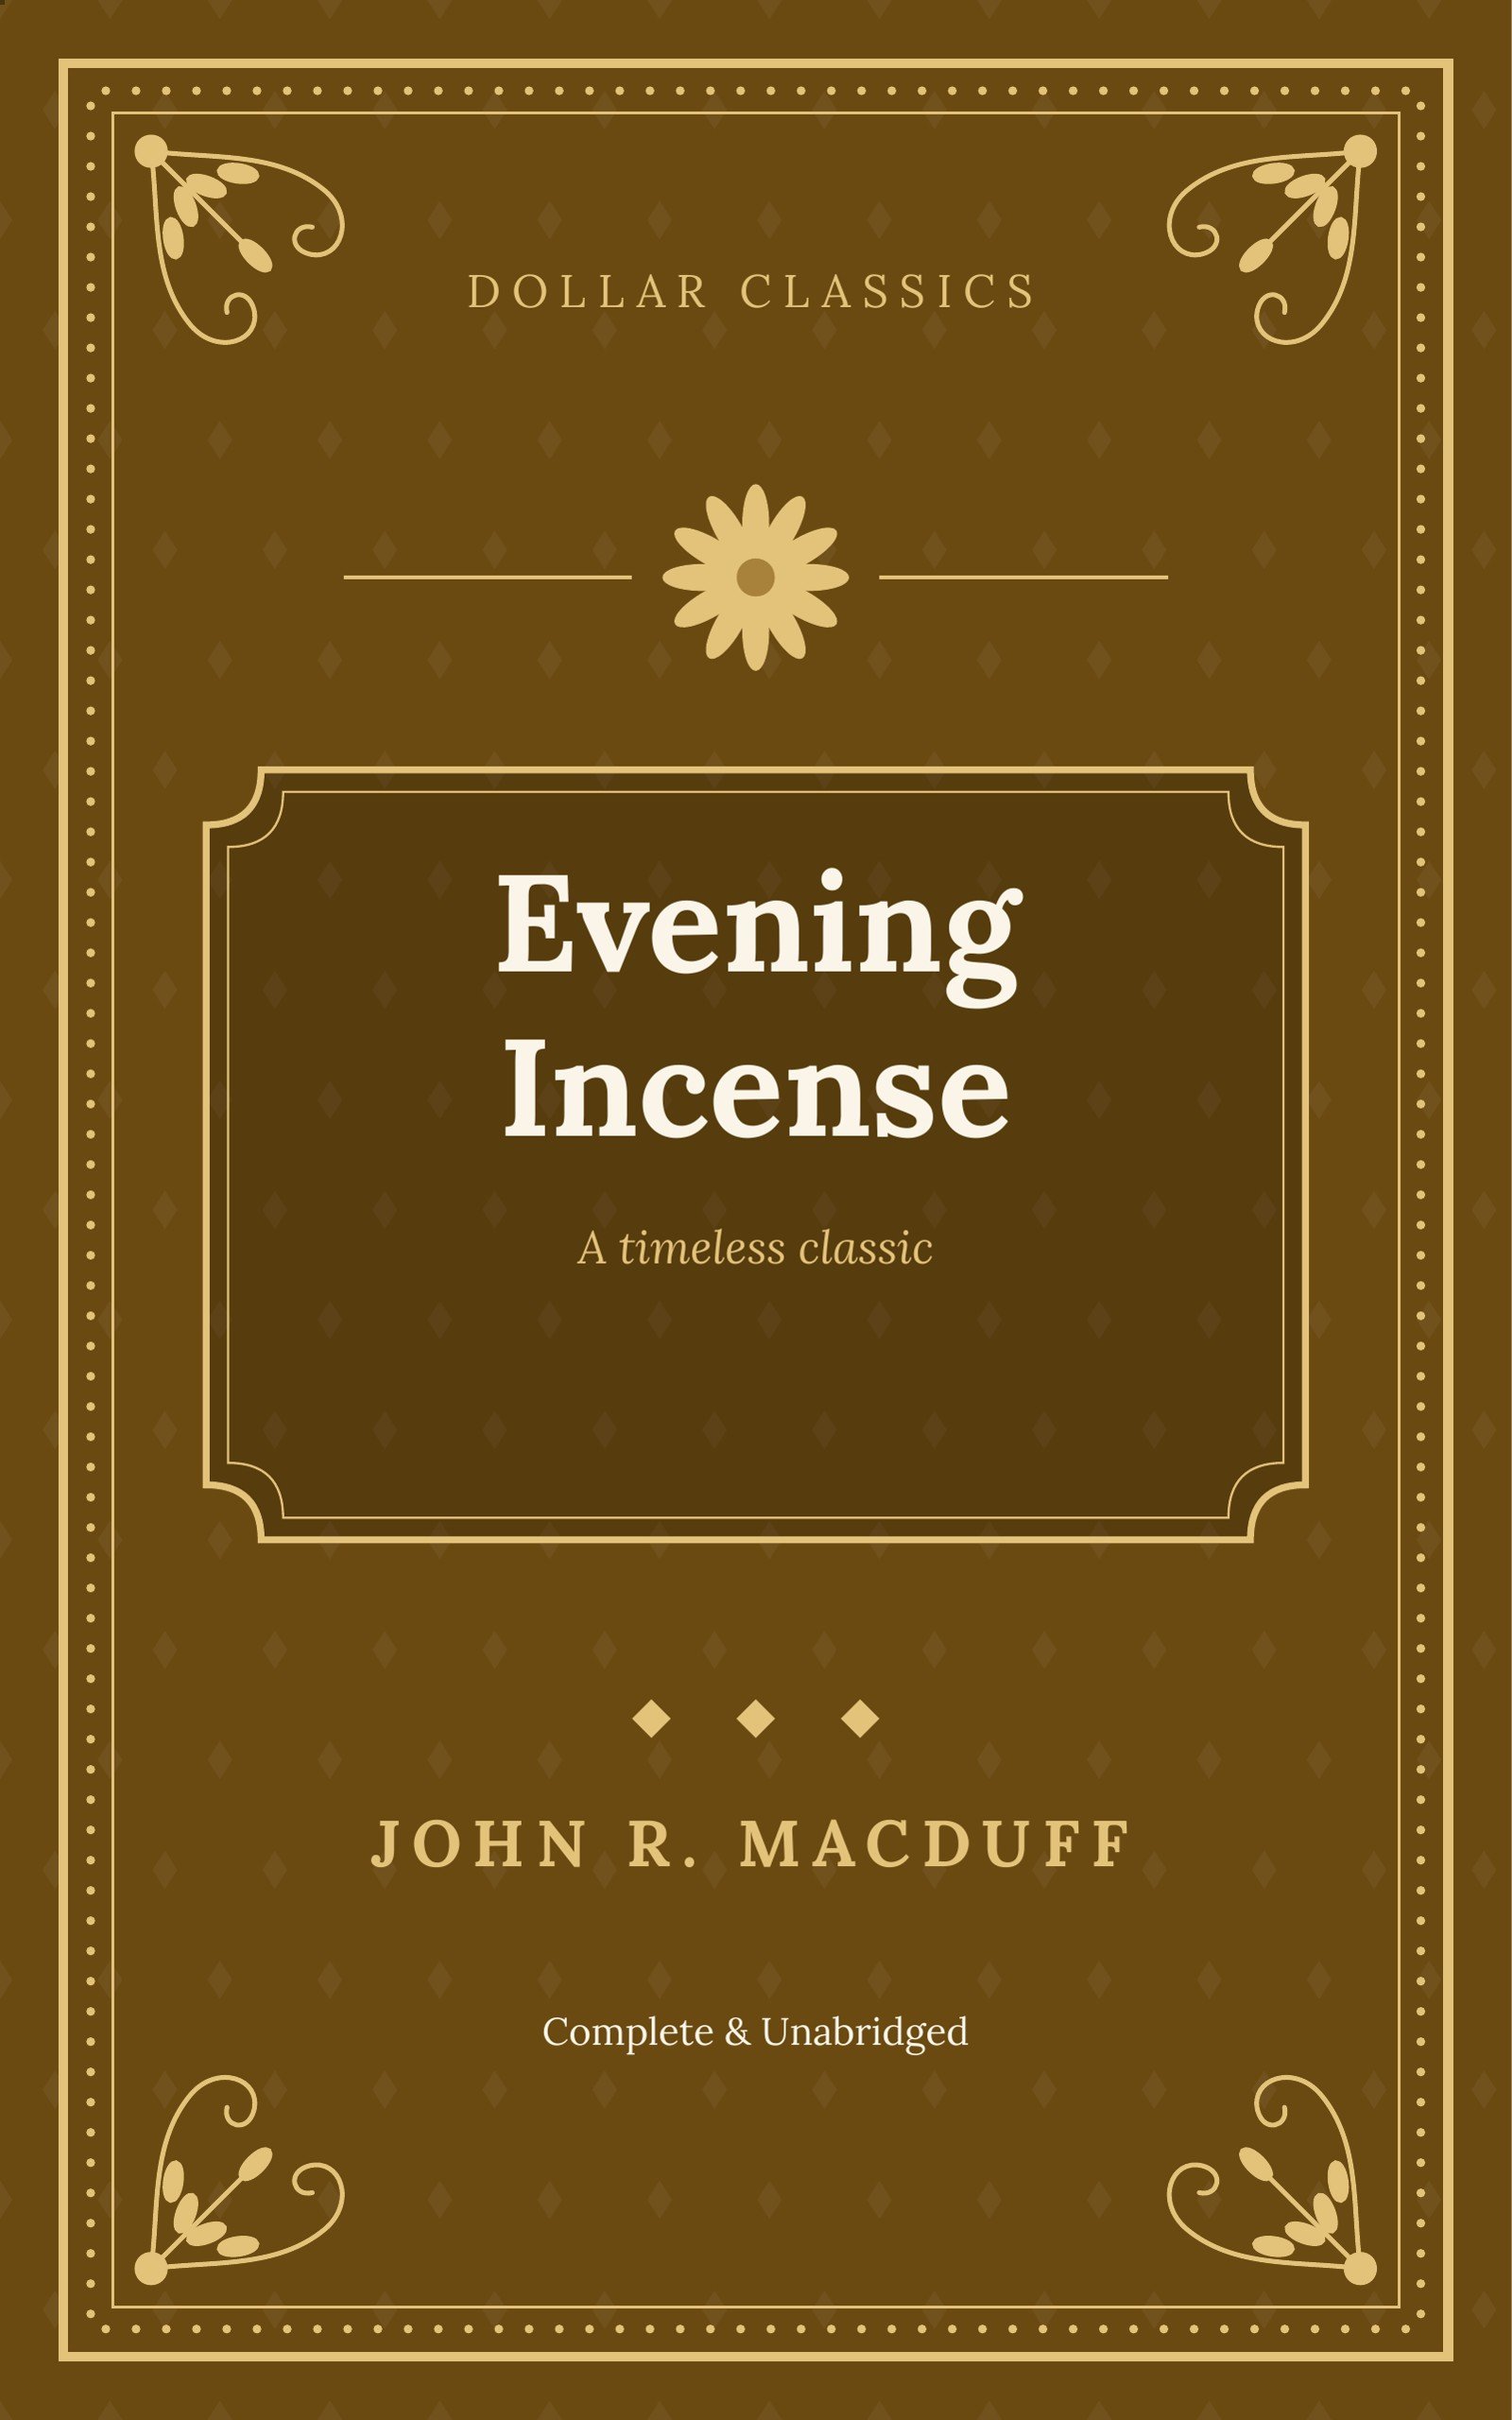 DOLLAR CLASSICS
Evening
Incense
A timeless classic
JOHN R. MACDUFF
Complete & Unabridged